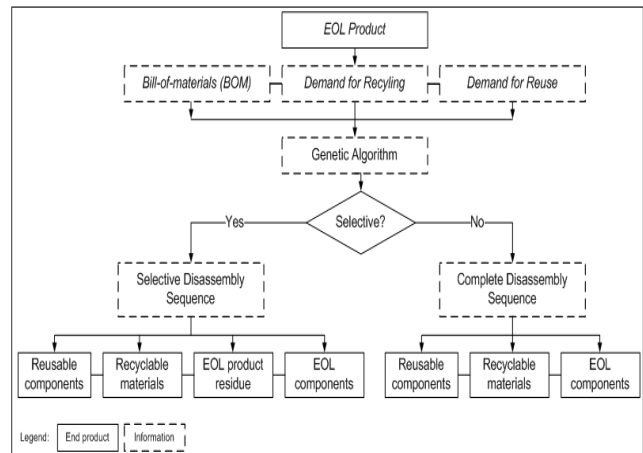 EOL Product
Bill-of-materials (BOM)
Demand for Recyling
Demand for Reuse
Genetic Algorithm
Selective?
Yes
No
Selective Disassembly
Sequence
Complete Disassembly
Sequence
Reusable
components
Recyclable
materials
EOL product
residue
EOL
components
Reusable
components
Recyclable
materials
EOL
components
Legend:
End product
Information